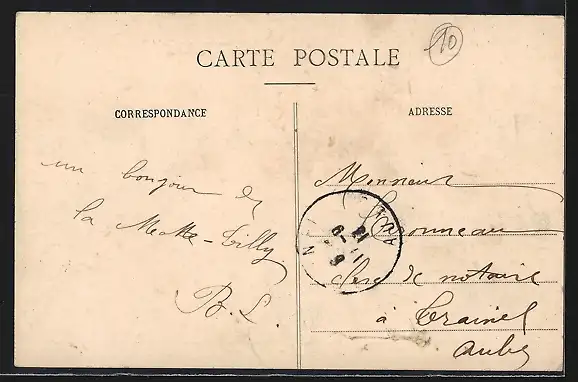 10
CARTE POSTALE
CORRESPONDANCE
ADRESSE
un bonjour de
la Motte-Tilly
B. L.
Monsieur
clerc de notaire
à Trainel
Aube